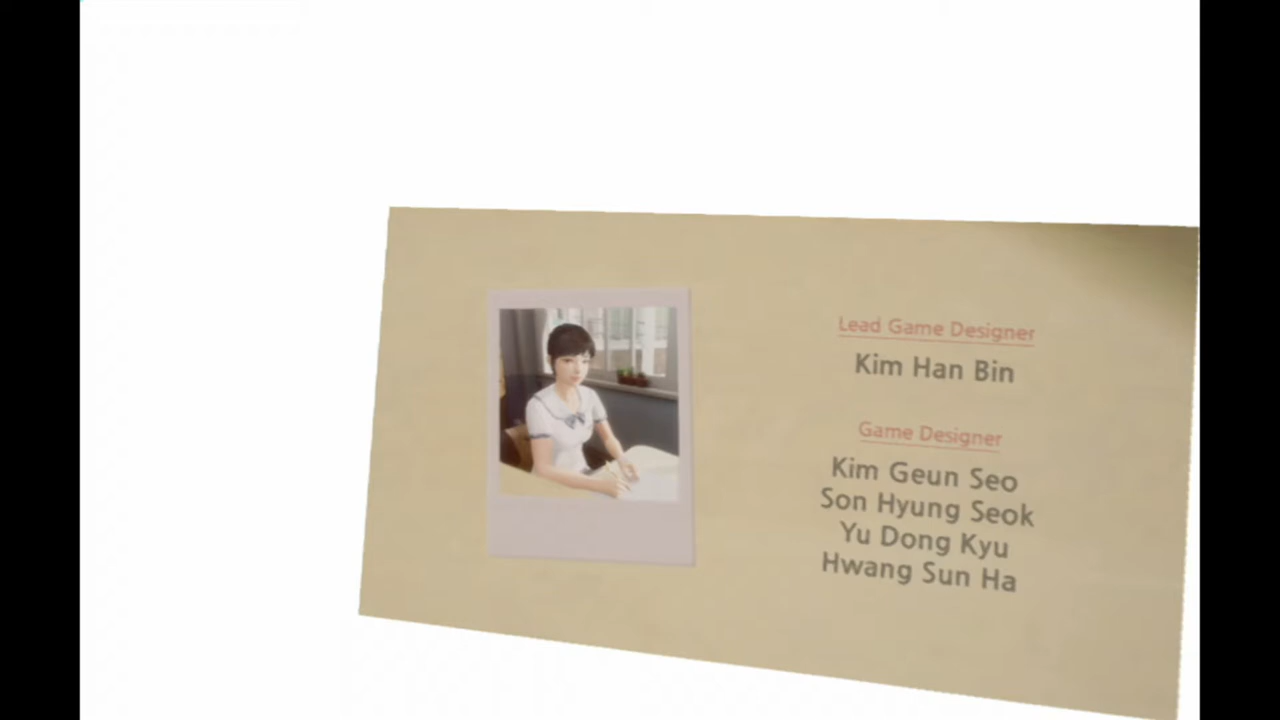 Lead Game Designer
Kim Han Bin
Game Designer
Kim Geun Seo
Son Hyung Seok
Yu Dong Kyu
Hwang Sun Ha